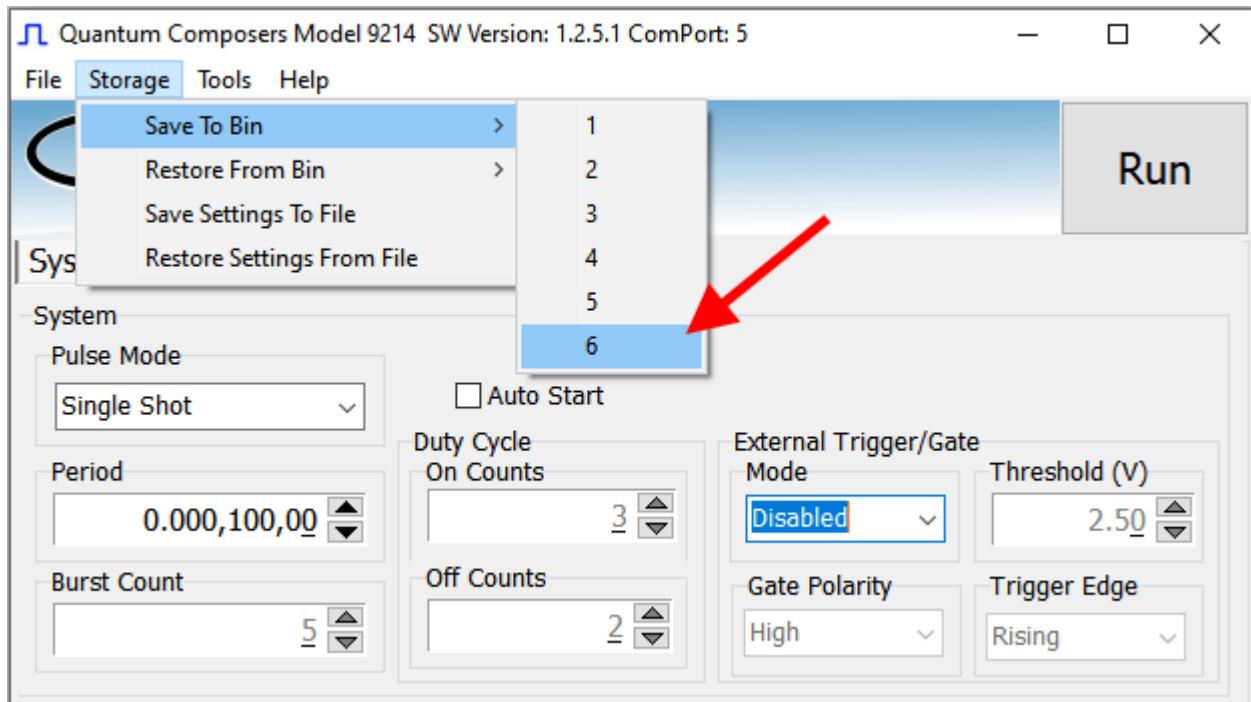 Quantum Composers Model 9214 SW Version: 1.2.5.1 ComPort: 5
File Storage Tools Help
Save To Bin
Restore From Bin
Save Settings To File
Restore Settings From File
1
2
3
4
5
6
Run
Sys
System
Pulse Mode
Single Shot
Auto Start
Period
0.000,100,00
Burst Count
5
Duty Cycle
On Counts
3
Off Counts
2
External Trigger/Gate
Mode
Disabled
Threshold (V)
2.50
Gate Polarity
High
Trigger Edge
Rising